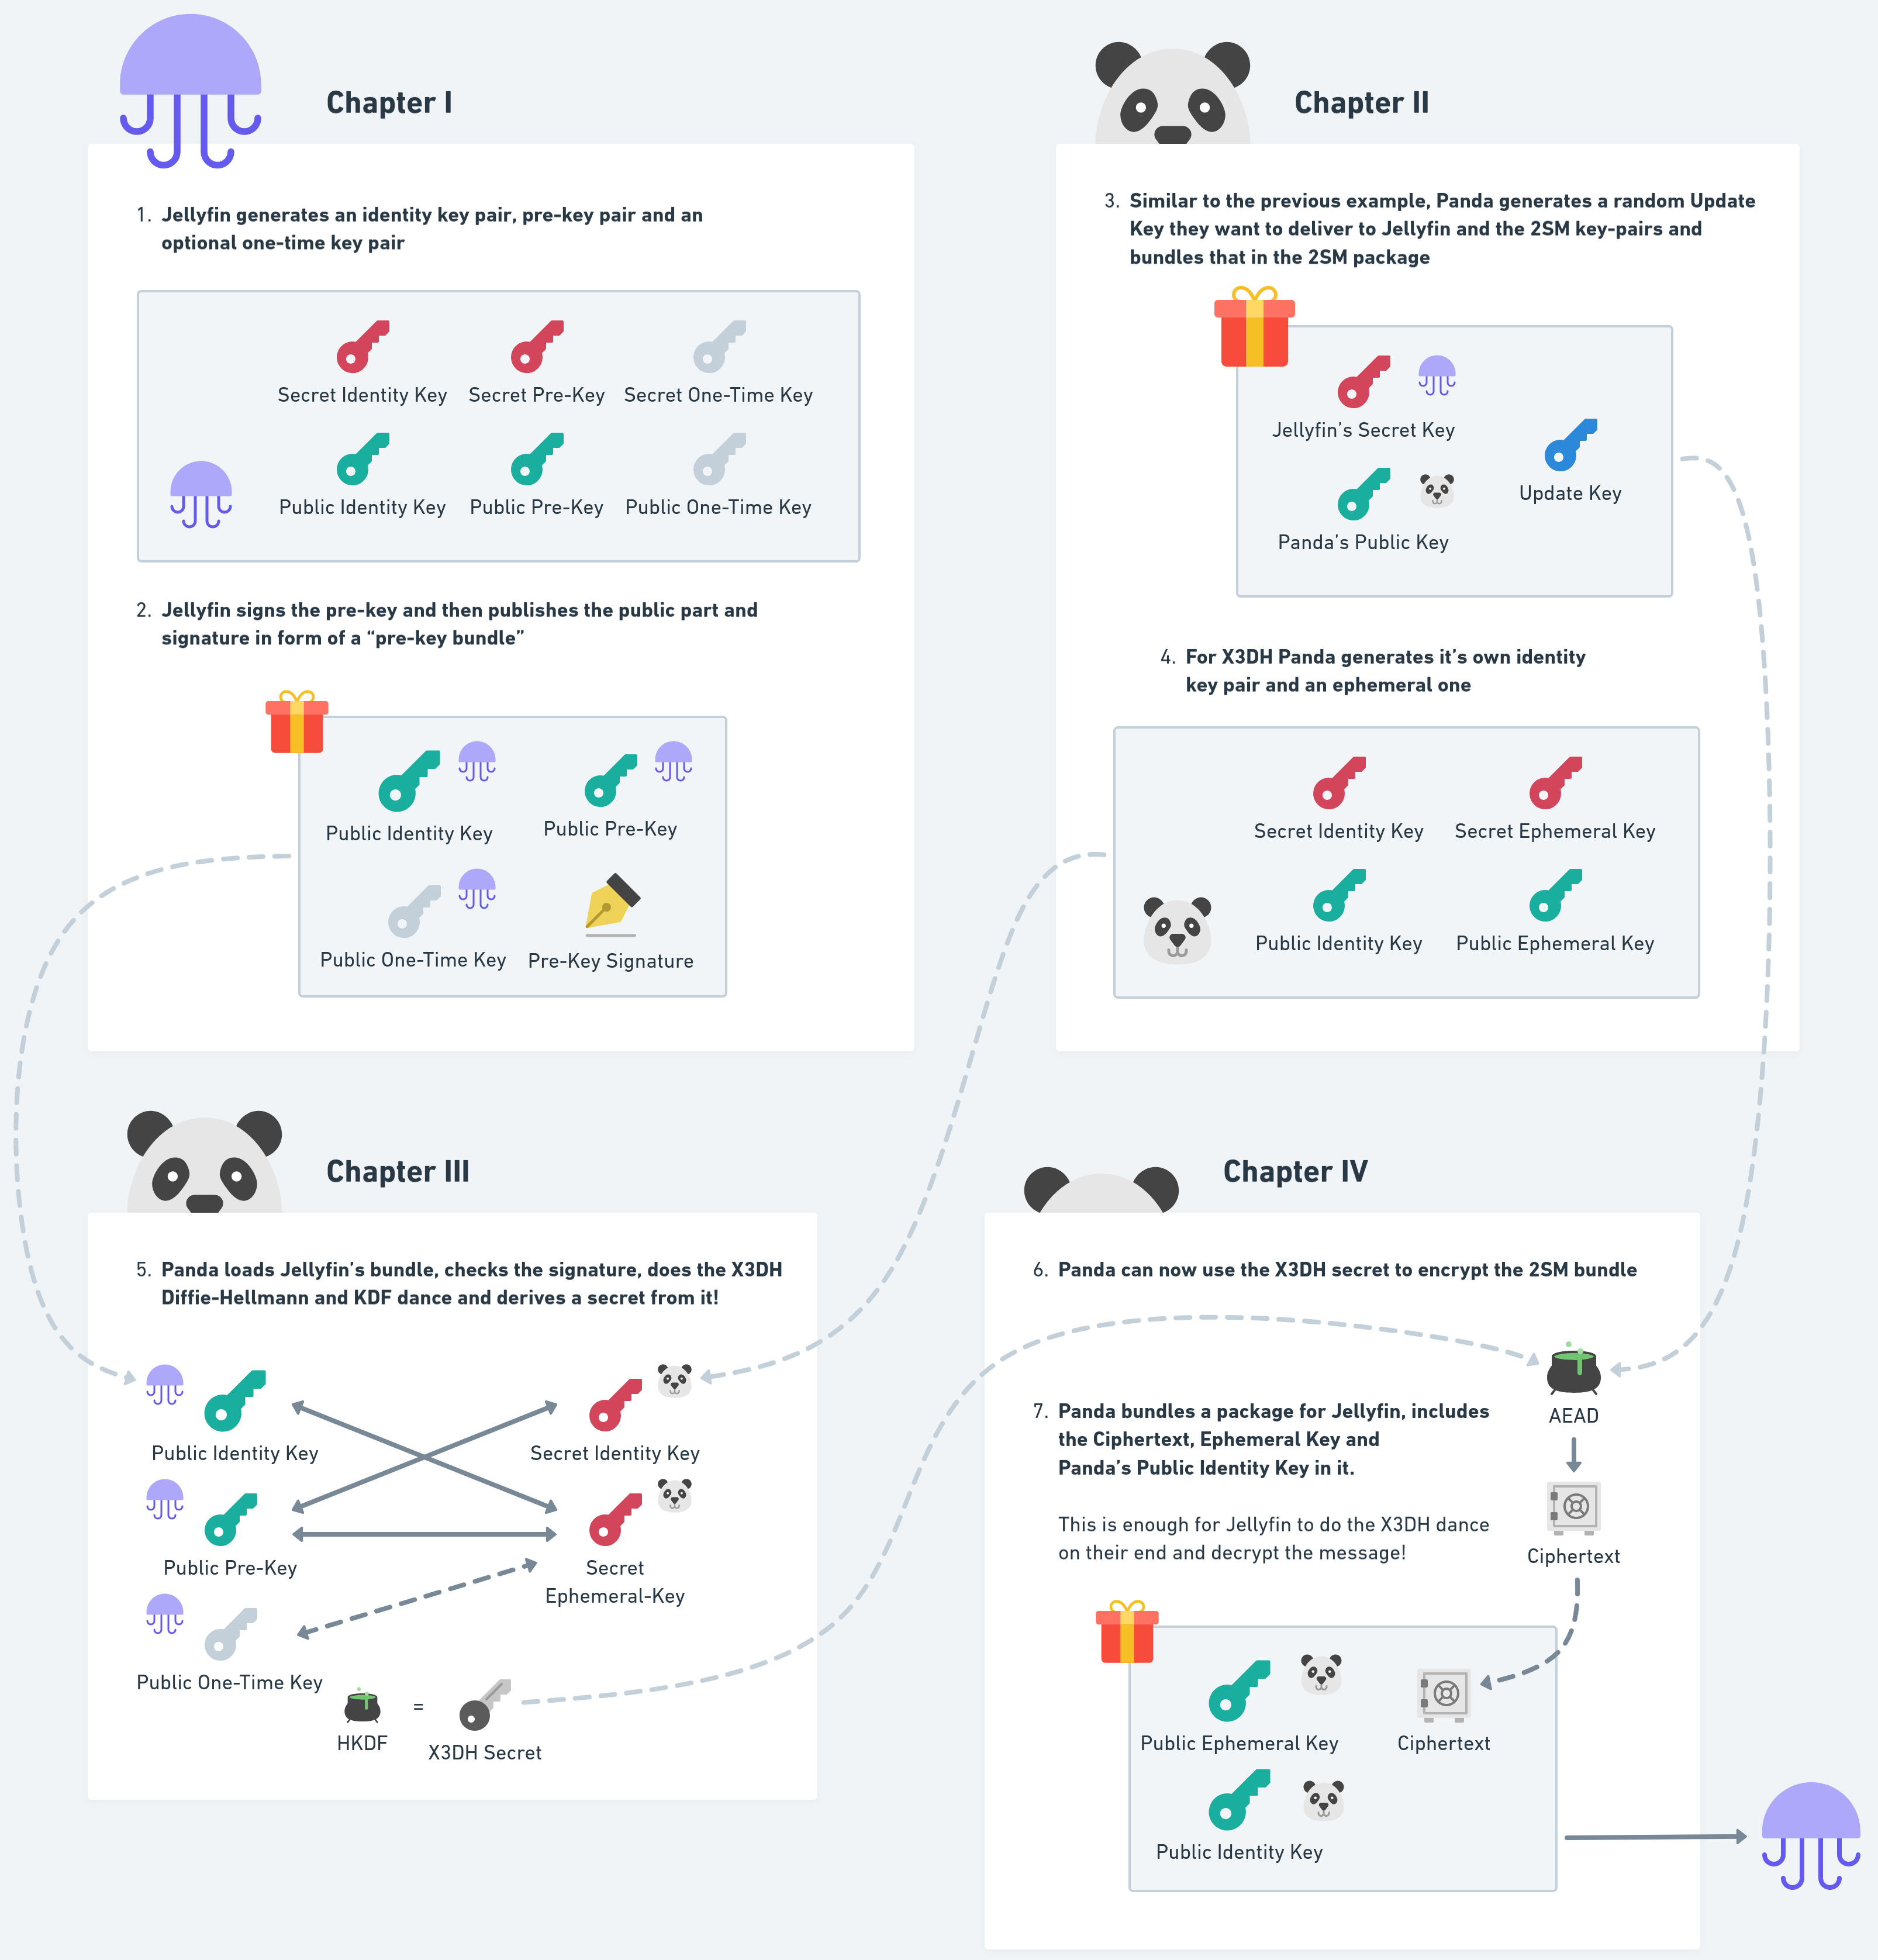 Chapter I
1. Jellyfin generates an identity key pair, pre-key pair and an
optional one-time key pair
Secret Identity Key
Secret Pre-Key
Secret One-Time Key
Public Identity Key
Public Pre-Key
Public One-Time Key
2. Jellyfin signs the pre-key and then publishes the public part and
signature in form of a “pre-key bundle”
Public Identity Key
Public Pre-Key
Public One-Time Key
Pre-Key Signature
Chapter II
3. Similar to the previous example, Panda generates a random Update
Key they want to deliver to Jellyfin and the 2SM key-pairs and
bundles that in the 2SM package
Jellyfin’s Secret Key
Update Key
Panda’s Public Key
4. For X3DH Panda generates it’s own identity
key pair and an ephemeral one
Secret Identity Key
Secret Ephemeral Key
Public Identity Key
Public Ephemeral Key
Chapter III
5. Panda loads Jellyfin’s bundle, checks the signature, does the X3DH
Diffie-Hellmann and KDF dance and derives a secret from it!
Public Identity Key
Secret Identity Key
Public Pre-Key
Secret
Ephemeral-Key
Public One-Time Key
HKDF
=
X3DH Secret
Chapter IV
6. Panda can now use the X3DH secret to encrypt the 2SM bundle
AEAD
7. Panda bundles a package for Jellyfin, includes
the Ciphertext, Ephemeral Key and
Panda’s Public Identity Key in it.
This is enough for Jellyfin to do the X3DH dance
on their end and decrypt the message!
Ciphertext
Public Ephemeral Key
Ciphertext
Public Identity Key